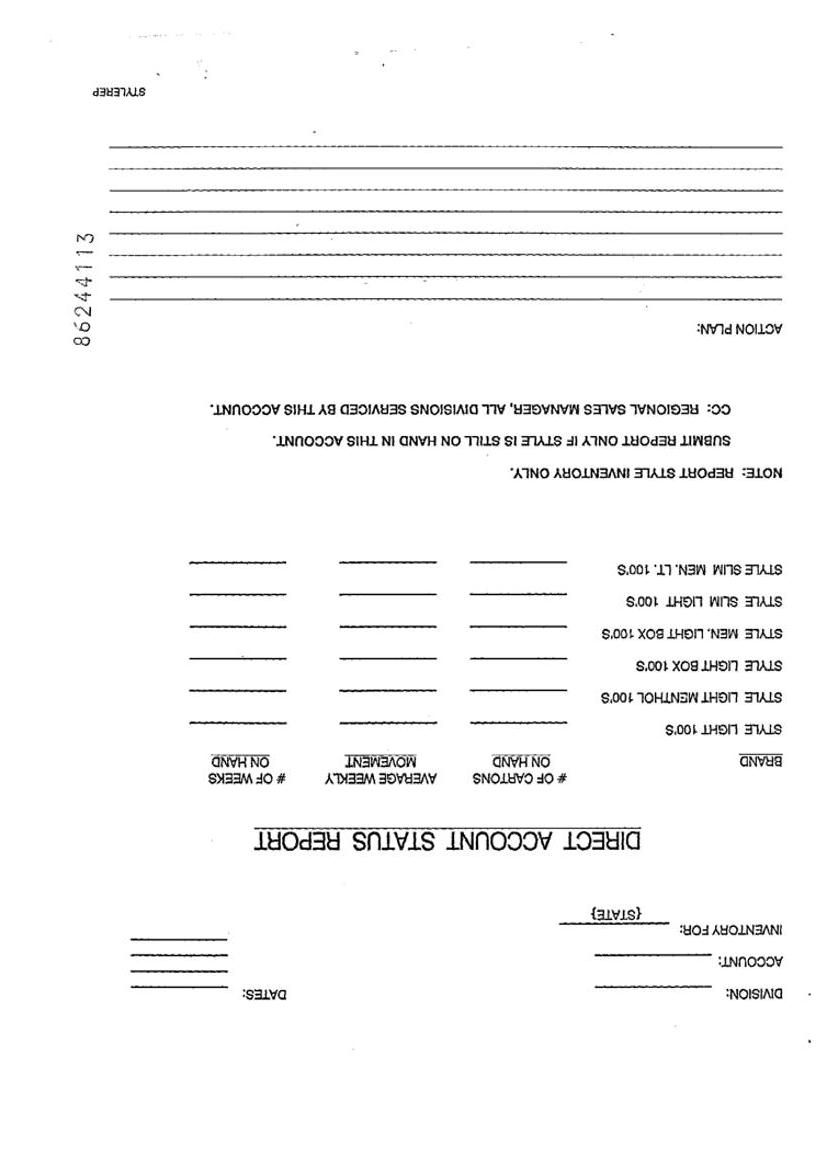 DIVISION: DATES:
ACCOUNT:
INVENTORY FOR:
{STATE}
DIRECT ACCOUNT STATUS REPORT
# OF CARTONS AVERAGE WEEKLY # OF WEEKS
BRAND ON HAND MOVEMENT ON HAND
STYLE LIGHT 100'S
STYLE LIGHT MENTHOL 100'S
STYLE LIGHT BOX 100'S
STYLE MEN. LIGHT BOX 100'S
STYLE SLIM LIGHT 100'S
STYLE SLIM MEN. LT. 100'S
NOTE: REPORT STYLE INVENTORY ONLY.
SUBMIT REPORT ONLY IF STYLE IS STILL ON HAND IN THIS ACCOUNT.
CC: REGIONAL SALES MANAGER, ALL DIVISIONS SERVICED BY THIS ACCOUNT.
ACTION PLAN:
86244113
STYLEREP